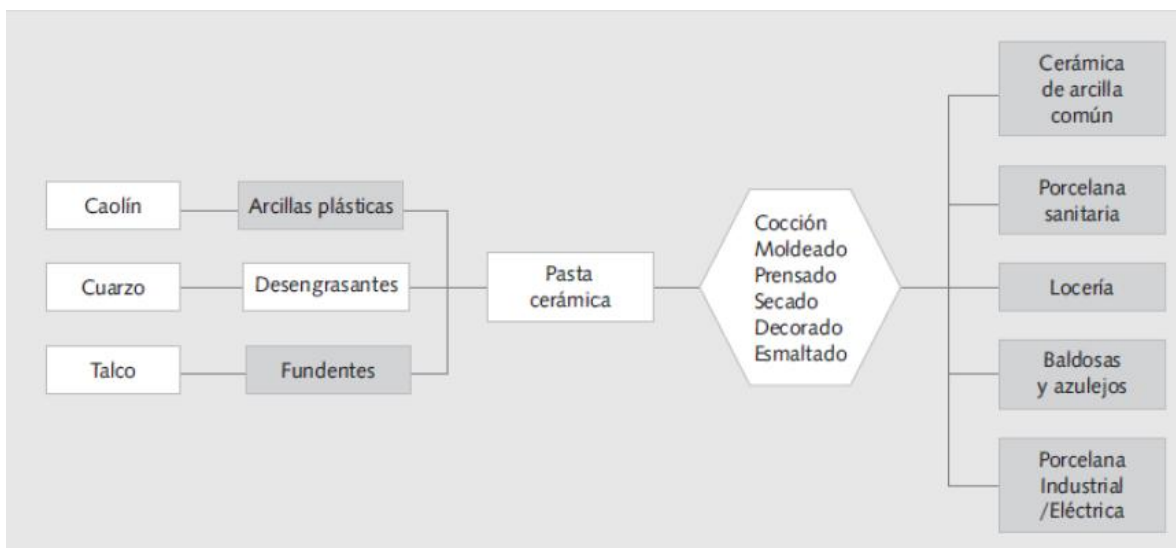 Caolín
Arcillas plásticas
Cuarzo
Desengrasantes
Talco
Fundentes
Pasta
cerámica
Cocción
Moldeado
Prensado
Secado
Decorado
Esmaltado
Cerámica
de arcilla
común
Porcelana
sanitaria
Locería
Baldosas
y azulejos
Porcelana
Industrial
/Eléctrica